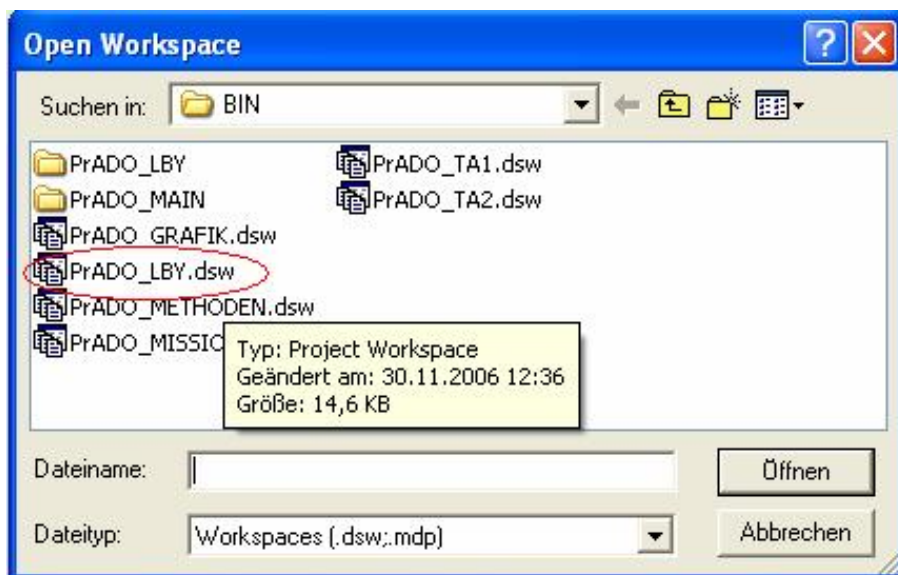 Open Workspace
Suchen in: BIN
PrADO_LBY
PrADO_MAIN
PrADO_GRAFIK.dsw
PrADO_LBY.dsw
PrADO_METHODEN.dsw
PrADO_MISSIO
PrADO_TA1.dsw
PrADO_TA2.dsw
Typ: Project Workspace
Geändert am: 30.11.2006 12:36
Größe: 14,6 KB
Dateiname:
Öffnen
Dateityp: Workspaces (.dsw;.mdp)
Abbrechen